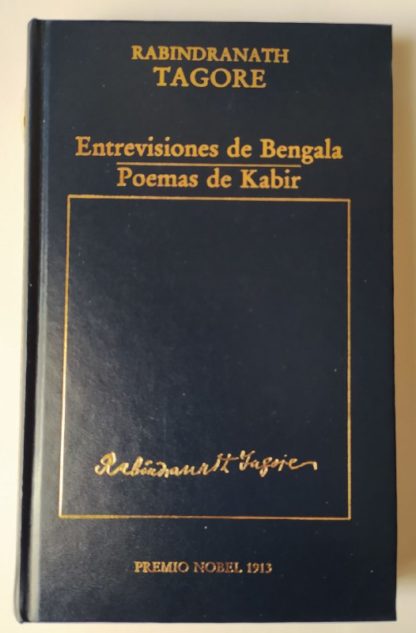 RABINDRANATH
TAGORE
Entrevisiones de Bengala
Poemas de Kabir
Rabindranath Tagore
PREMIO NOBEL 1913